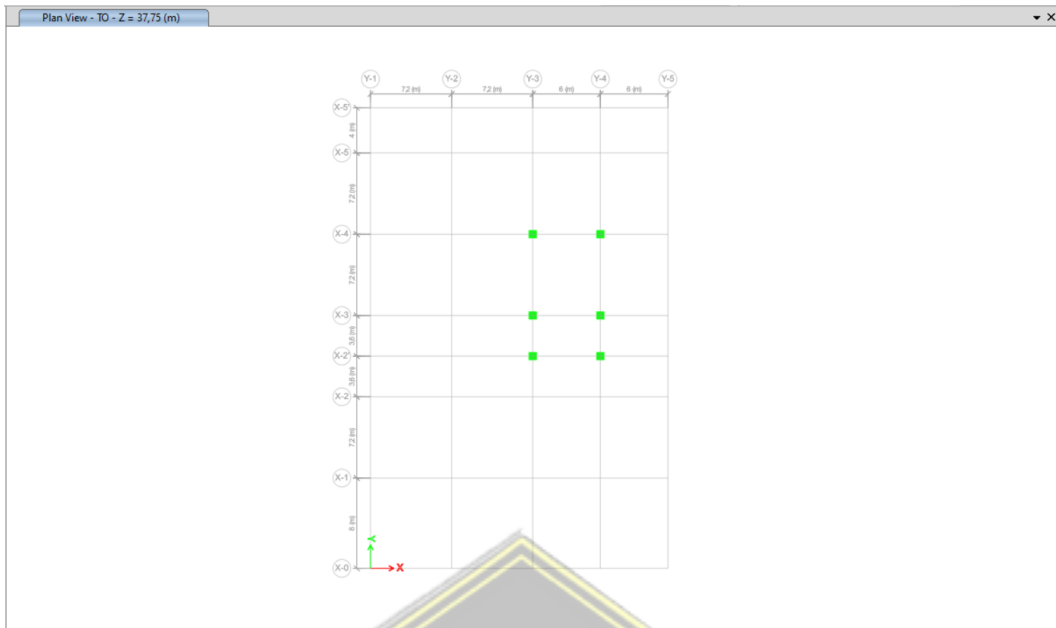 Plan View - TO - Z = 37,75 (m)
Y-1 Y-2 Y-3 Y-4 Y-5
7,2 (m) 7,2 (m) 6 (m) 6 (m)
X-5'
4 (m)
X-5
7,2 (m)
X-4
7,2 (m)
X-3
3,6 (m)
X-2'
3,6 (m)
X-2
7,2 (m)
X-1
8 (m)
Y
X-0 X